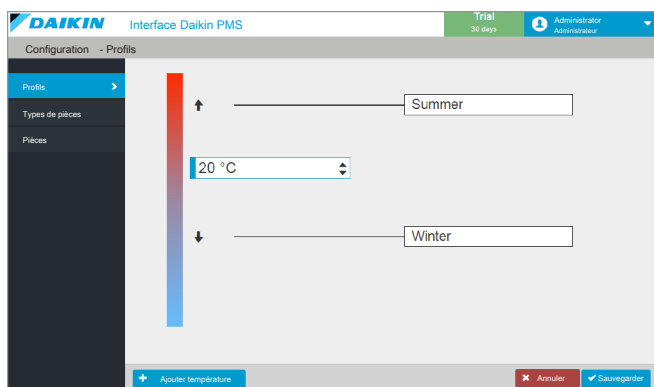 DAIKIN Interface Daikin PMS Trial Administrator
30 days Administrateur
Configuration - Profils
Profils
Types de pièces
Pièces
Summer
20 °C
Winter
Ajouter température Annuler Sauvegarder